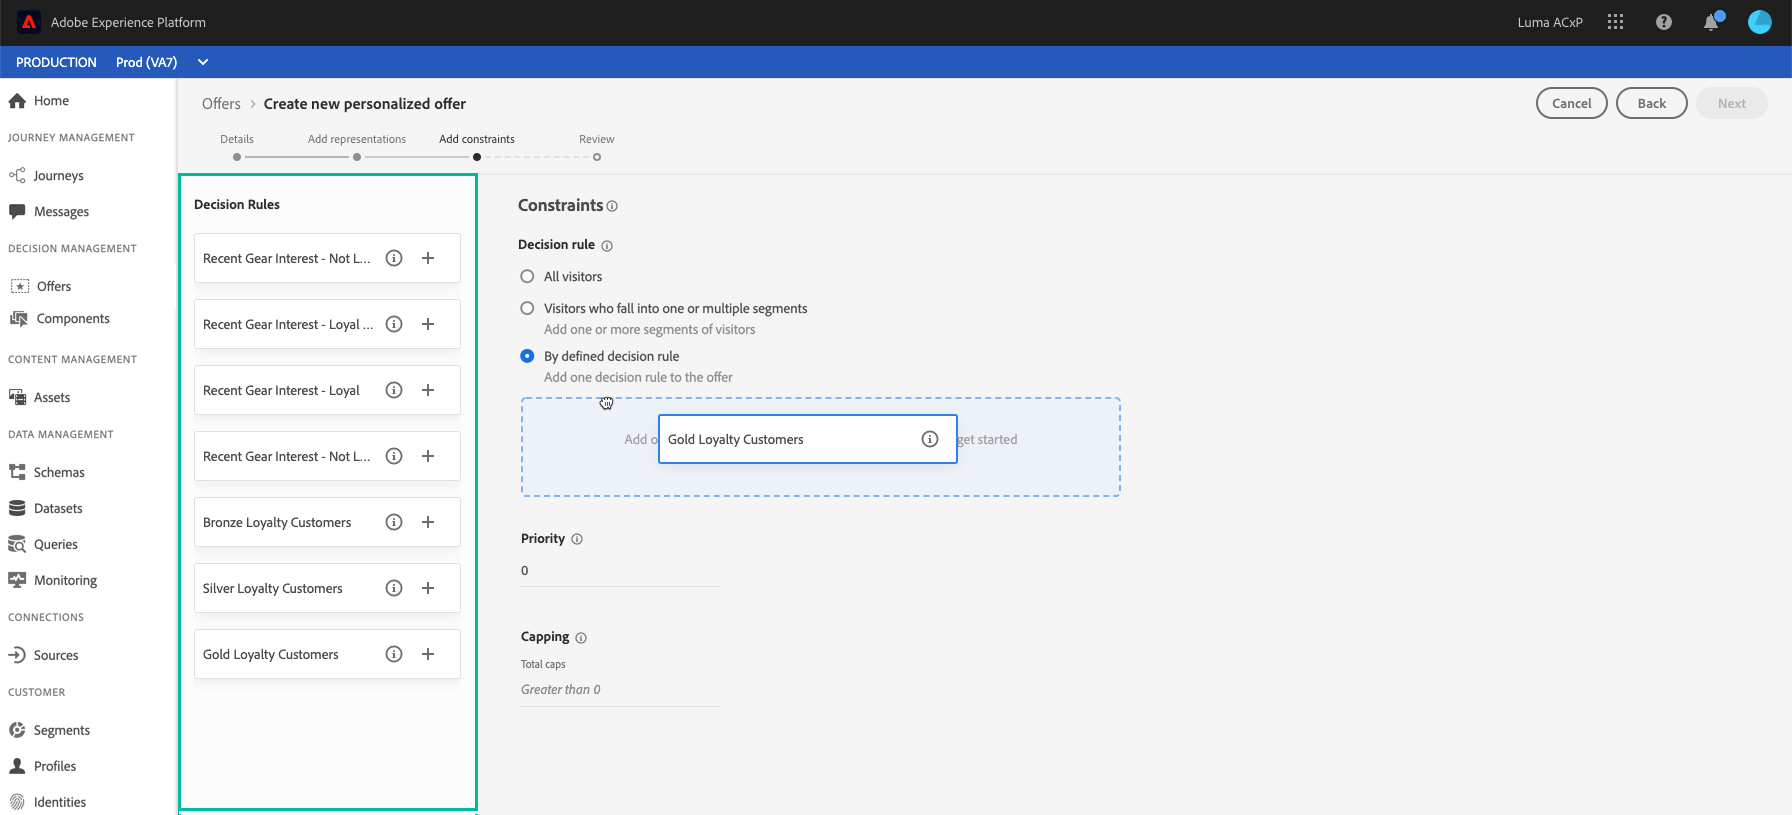 Adobe Experience Platform
Luma ACxP
PRODUCTION Prod (VA7)
Home
JOURNEY MANAGEMENT
Journeys
Messages
DECISION MANAGEMENT
Offers
Components
CONTENT MANAGEMENT
Assets
DATA MANAGEMENT
Schemas
Datasets
Queries
Monitoring
CONNECTIONS
Sources
CUSTOMER
Segments
Profiles
Identities
Offers > Create new personalized offer
Cancel
Back
Next
Details
Add representations
Add constraints
Review
Decision Rules
Recent Gear Interest - Not L...
Recent Gear Interest - Loyal ...
Recent Gear Interest - Loyal
Recent Gear Interest - Not L...
Bronze Loyalty Customers
Silver Loyalty Customers
Gold Loyalty Customers
Constraints
Decision rule
All visitors
Visitors who fall into one or multiple segments
Add one or more segments of visitors
By defined decision rule
Add one decision rule to the offer
Add o
Gold Loyalty Customers
get started
Priority
0
Capping
Total caps
Greater than 0